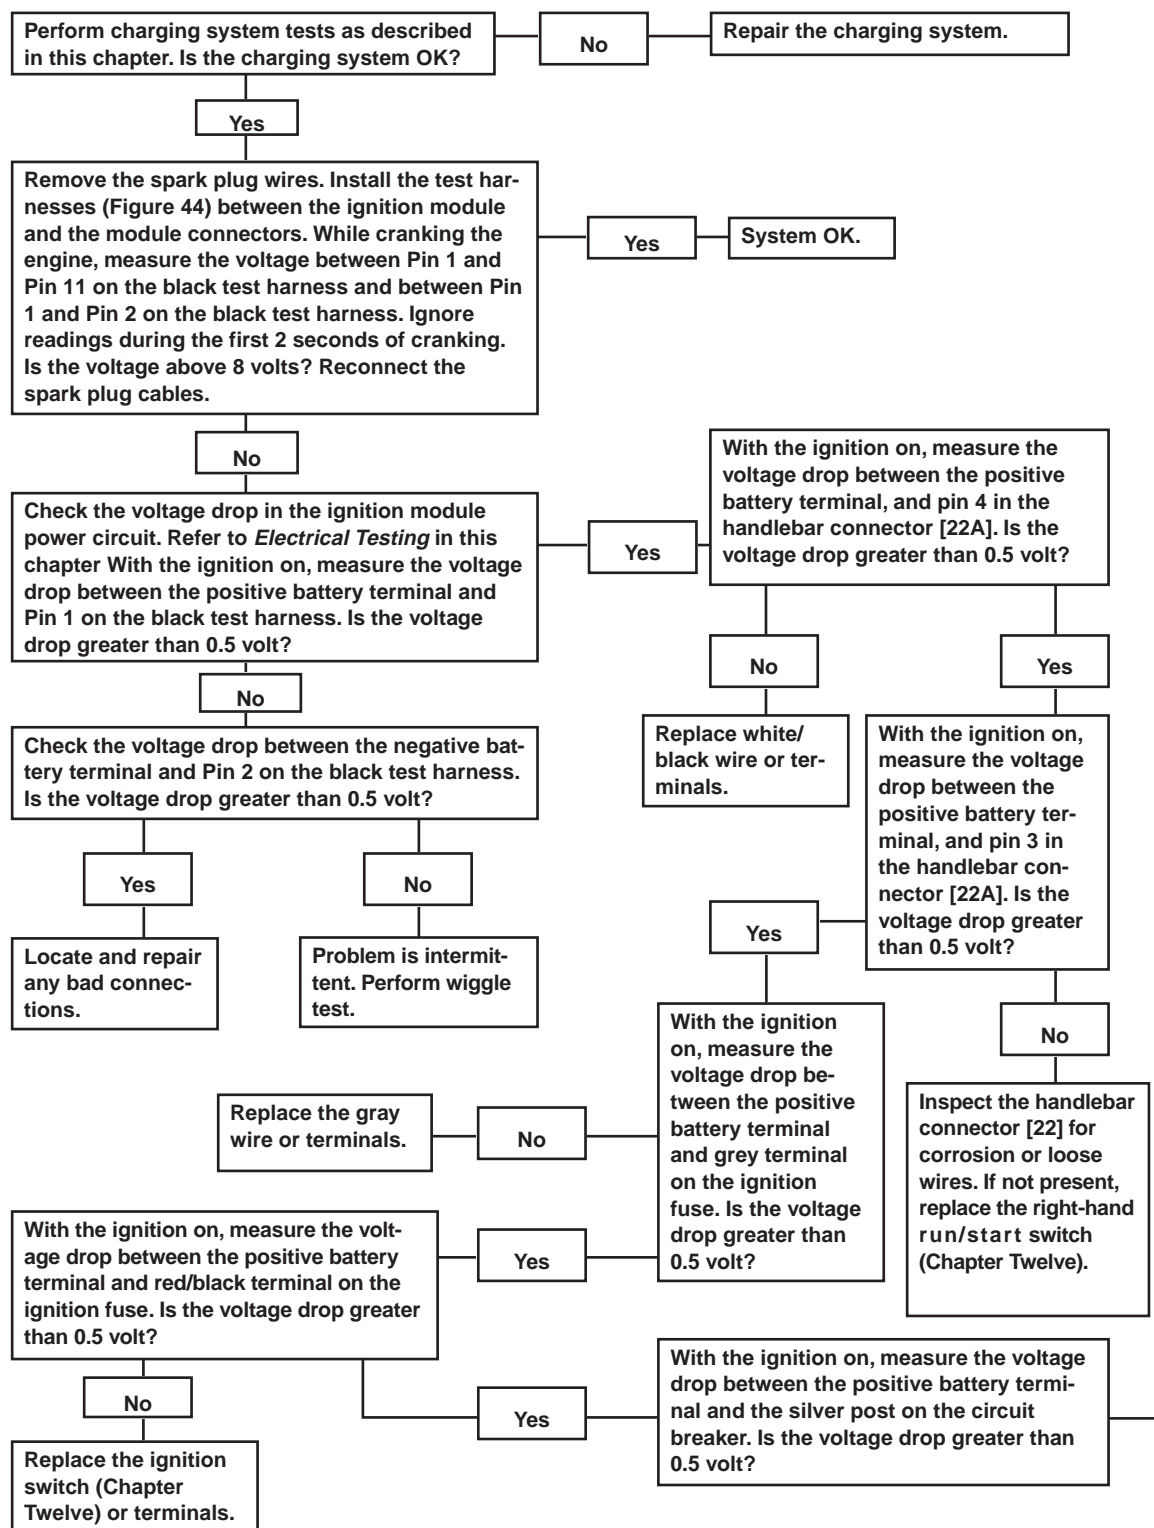 Perform charging system tests as described
in this chapter. Is the charging system OK?
No
Repair the charging system.
Yes
Remove the spark plug wires. Install the test har-
nesses (Figure 44) between the ignition module
and the module connectors. While cranking the
engine, measure the voltage between Pin 1 and
Pin 11 on the black test harness and between Pin
1 and Pin 2 on the black test harness. Ignore
readings during the first 2 seconds of cranking.
Is the voltage above 8 volts? Reconnect the
spark plug cables.
Yes
System OK.
No
Check the voltage drop in the ignition module
power circuit. Refer to Electrical Testing in this
chapter With the ignition on, measure the voltage
drop between the positive battery terminal and
Pin 1 on the black test harness. Is the voltage
drop greater than 0.5 volt?
Yes
With the ignition on, measure the
voltage drop between the positive
battery terminal, and pin 4 in the
handlebar connector [22A]. Is the
voltage drop greater than 0.5 volt?
No
Yes
No
Check the voltage drop between the negative bat-
tery terminal and Pin 2 on the black test harness.
Is the voltage drop greater than 0.5 volt?
Replace white/
black wire or ter-
minals.
With the ignition on,
measure the voltage
drop between the
positive battery ter-
minal, and pin 3 in
the handlebar con-
nector [22A]. Is the
voltage drop greater
than 0.5 volt?
Yes
No
Yes
Locate and repair
any bad connec-
tions.
Problem is intermit-
tent. Perform wiggle
test.
No
With the ignition
on, measure the
voltage drop be-
tween the positive
battery terminal
and grey terminal
on the ignition
fuse. Is the voltage
drop greater than
0.5 volt?
Inspect the handlebar
connector [22] for
corrosion or loose
wires. If not present,
replace the right-hand
run/start switch
(Chapter Twelve).
Replace the gray
wire or terminals.
No
With the ignition on, measure the volt-
age drop between the positive battery
terminal and red/black terminal on the
ignition fuse. Is the voltage drop greater
than 0.5 volt?
Yes
No
Yes
With the ignition on, measure the voltage
drop between the positive battery termi-
nal and the silver post on the circuit
breaker. Is the voltage drop greater than
0.5 volt?
Replace the ignition
switch (Chapter
Twelve) or terminals.